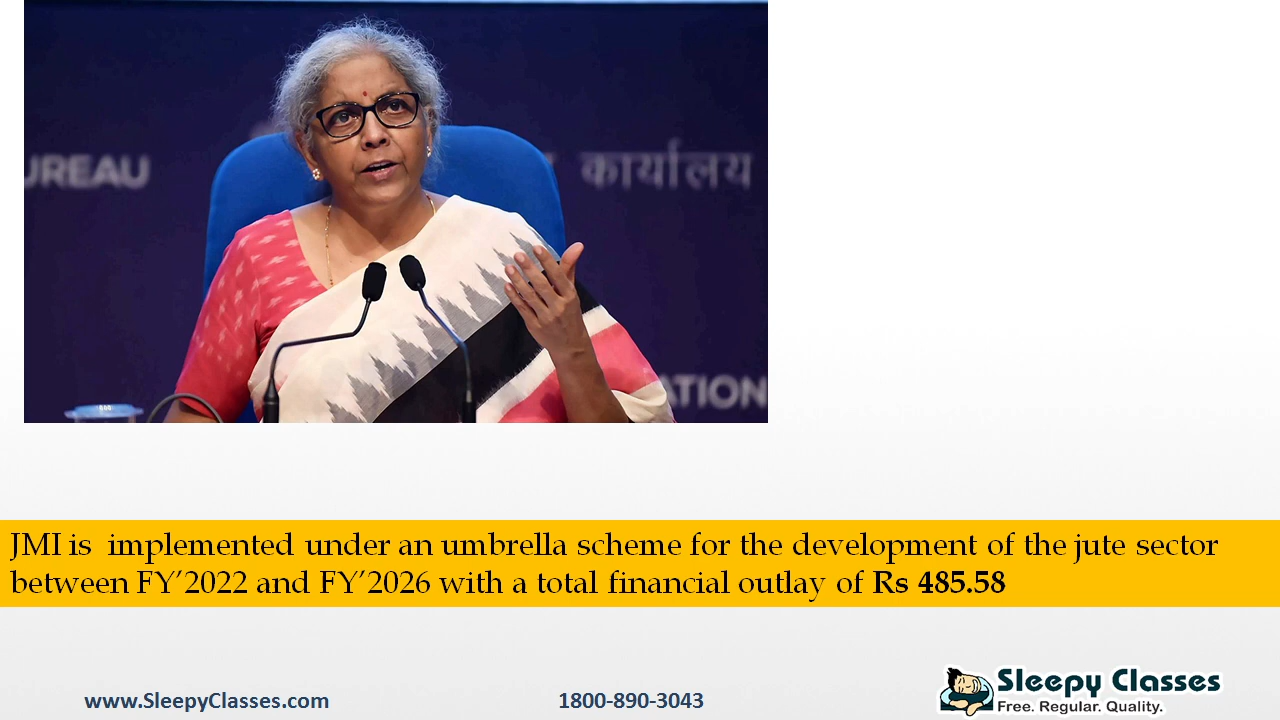 UREAU
कार्यालय
ATION
JMI is implemented under an umbrella scheme for the development of the jute sector
between FY’2022 and FY’2026 with a total financial outlay of Rs 485.58
www.SleepyClasses.com
1800-890-3043
Sleepy Classes
Free. Regular. Quality.